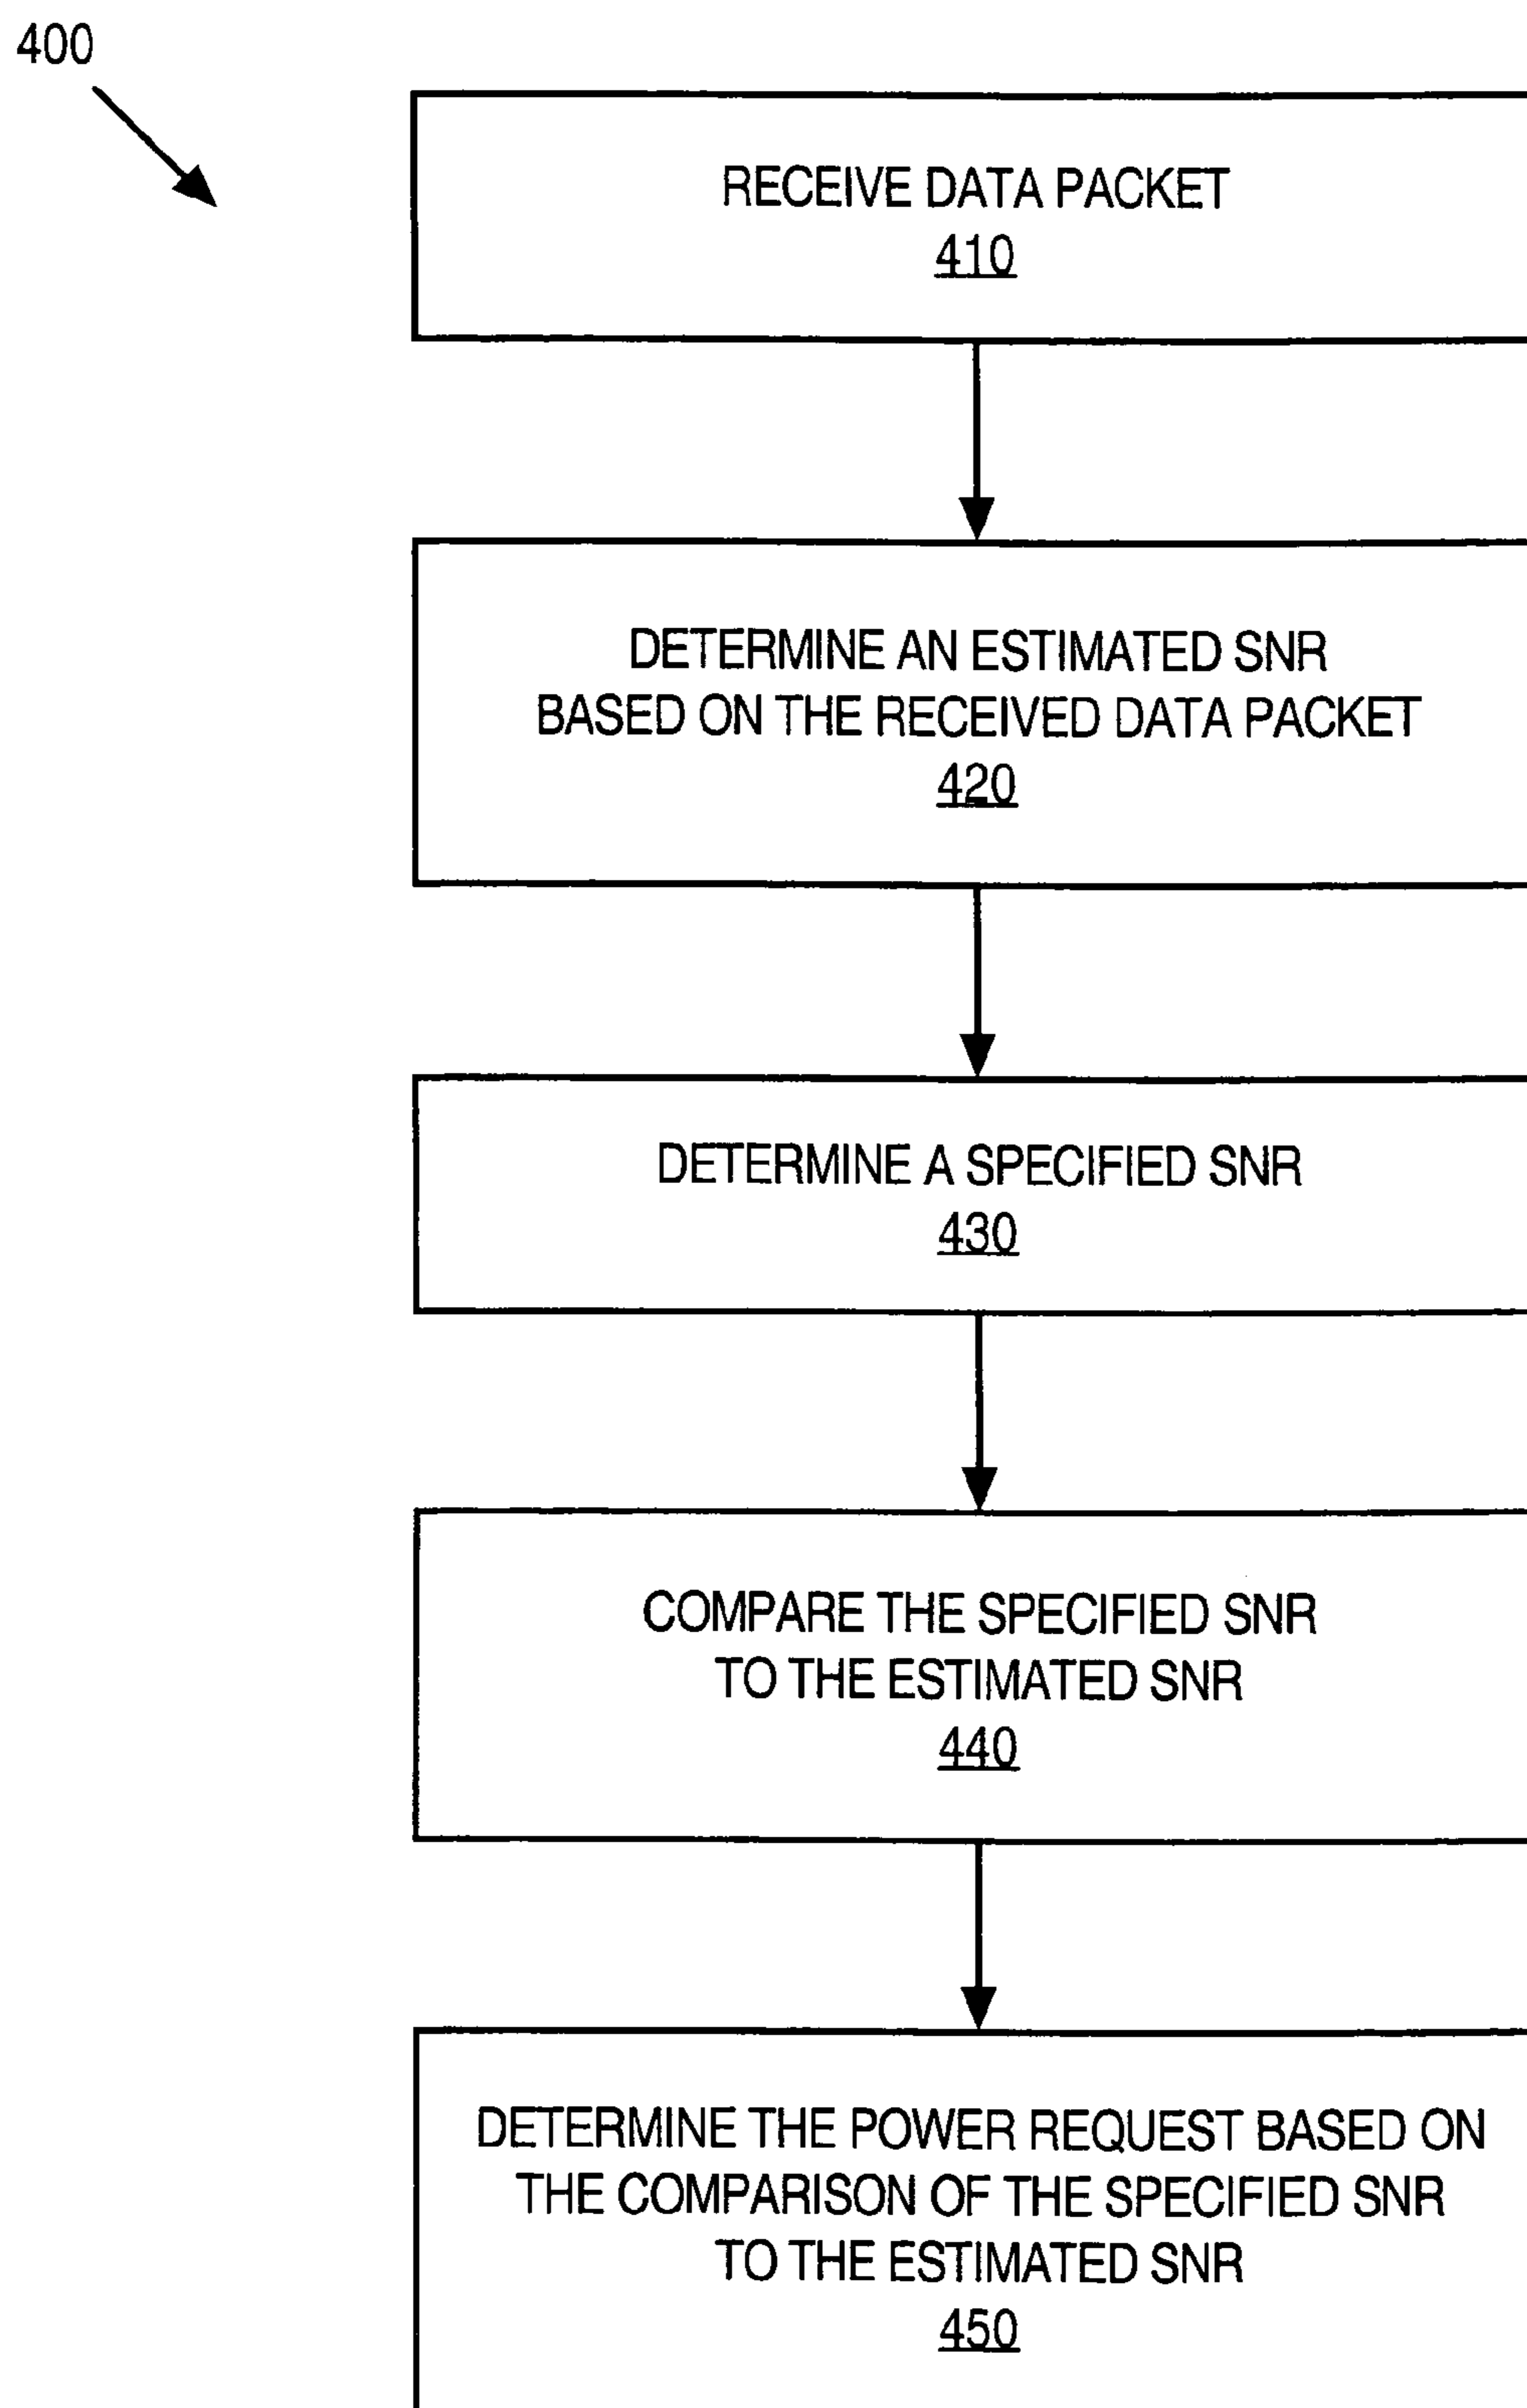 400
RECEIVE DATA PACKET
410
DETERMINE AN ESTIMATED SNR
BASED ON THE RECEIVED DATA PACKET
420
DETERMINE A SPECIFIED SNR
430
COMPARE THE SPECIFIED SNR
TO THE ESTIMATED SNR
440
DETERMINE THE POWER REQUEST BASED ON
THE COMPARISON OF THE SPECIFIED SNR
TO THE ESTIMATED SNR
450